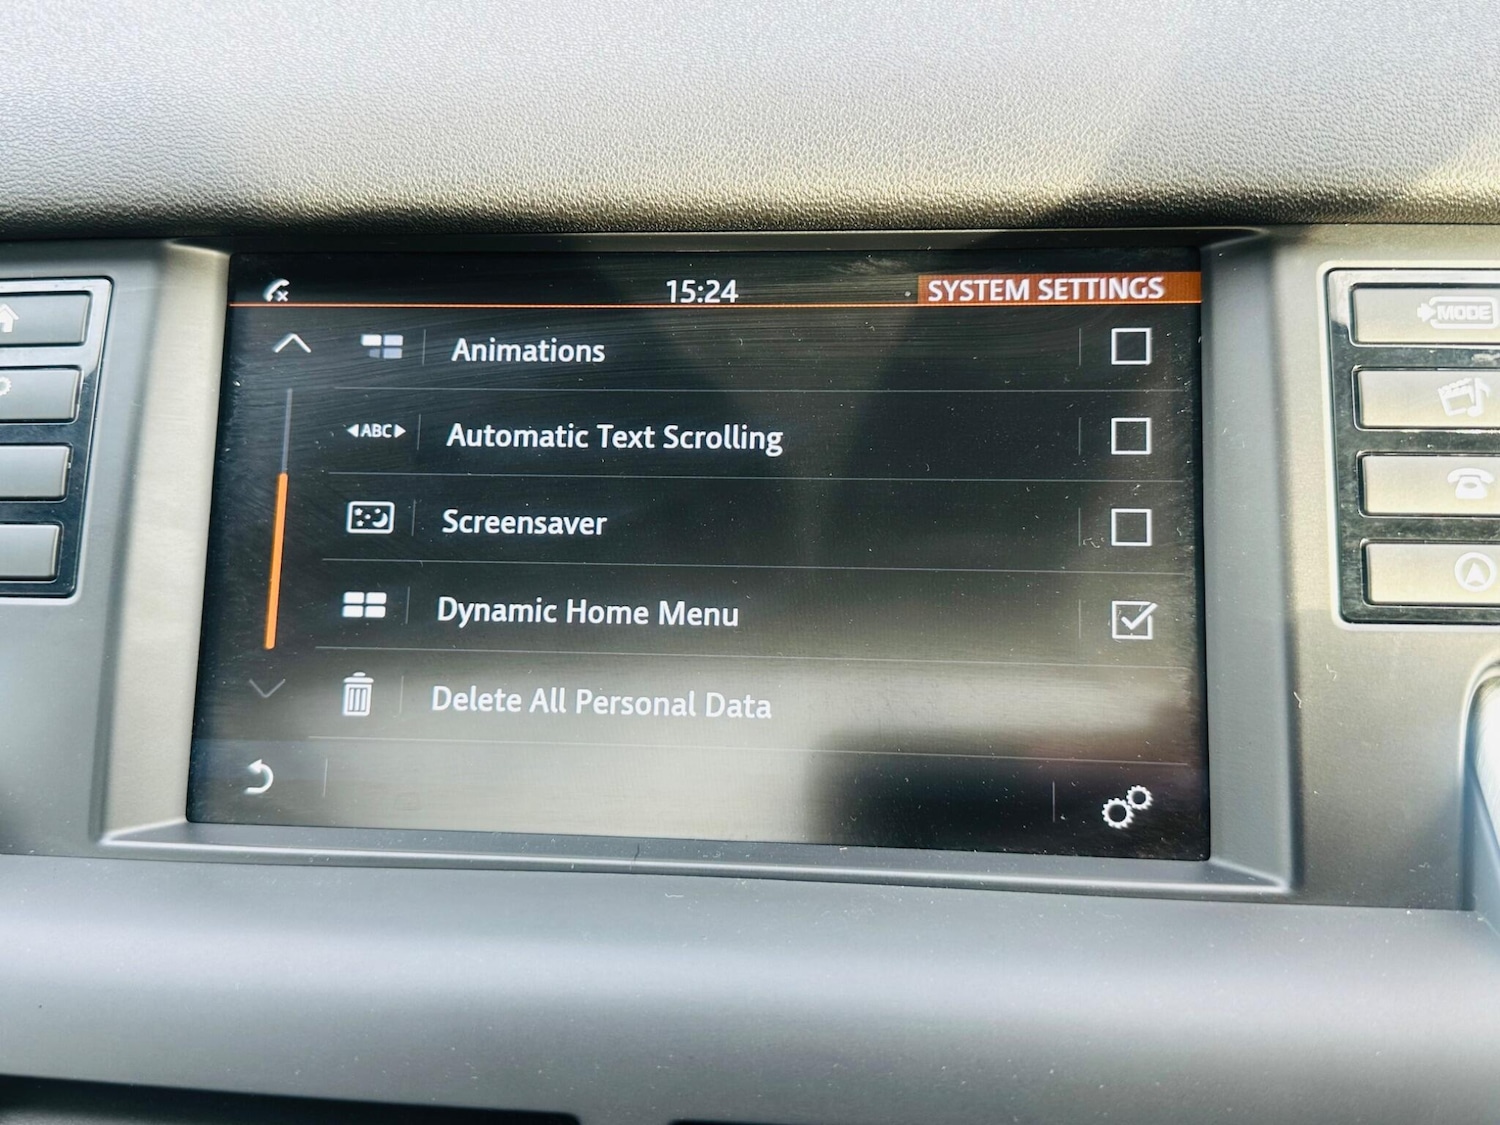 15:24
SYSTEM SETTINGS
Animations
ABC
Automatic Text Scrolling
Screensaver
Dynamic Home Menu
Delete All Personal Data
MODE